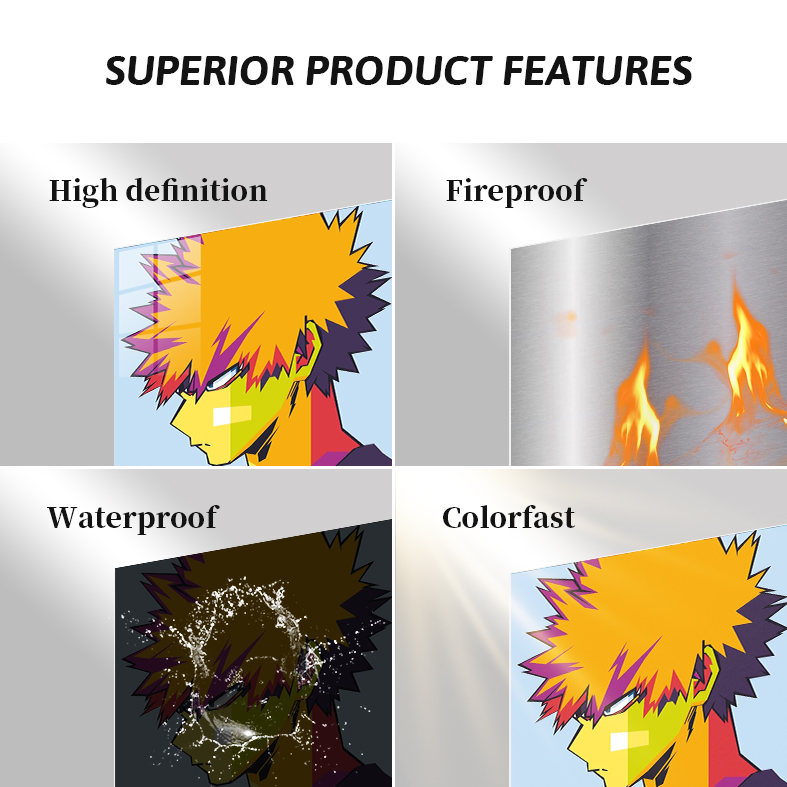 SUPERIOR PRODUCT FEATURES
High definition
Fireproof
Waterproof
Colorfast